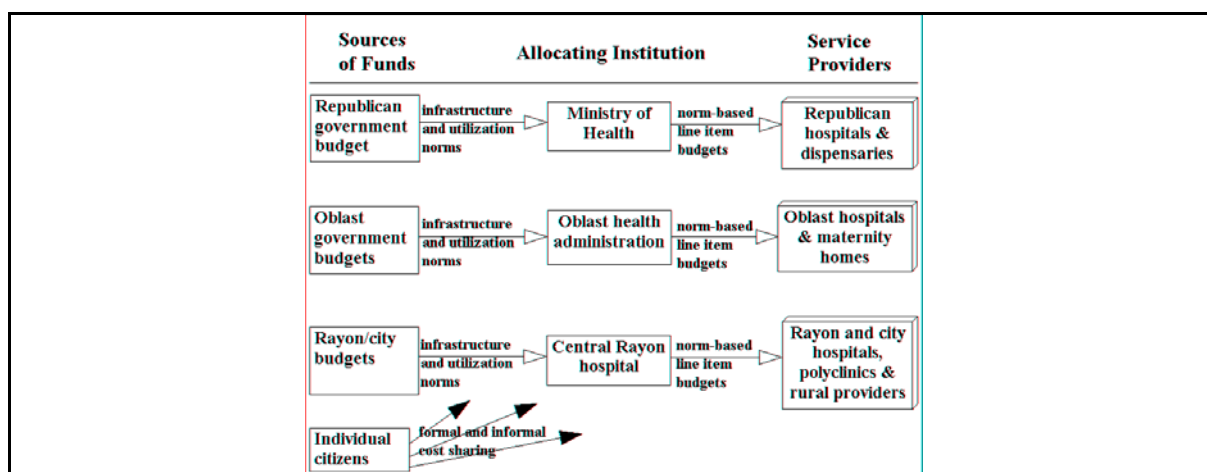 Sources
of Funds
Allocating Institution
Service
Providers
Republican
government
budget
infrastructure
and utilization
norms
Ministry of
Health
norm-based
line item
budgets
Republican
hospitals &
dispensaries
Oblast
government
budgets
infrastructure
and utilization
norms
Oblast health
administration
norm-based
line item
budgets
Oblast hospitals
& maternity
homes
Rayon/city
budgets
infrastructure
and utilization
norms
Central Rayon
hospital
norm-based
line item
budgets
Rayon and city
hospitals,
polyclinics &
rural providers
Individual
citizens
formal and informal
cost sharing